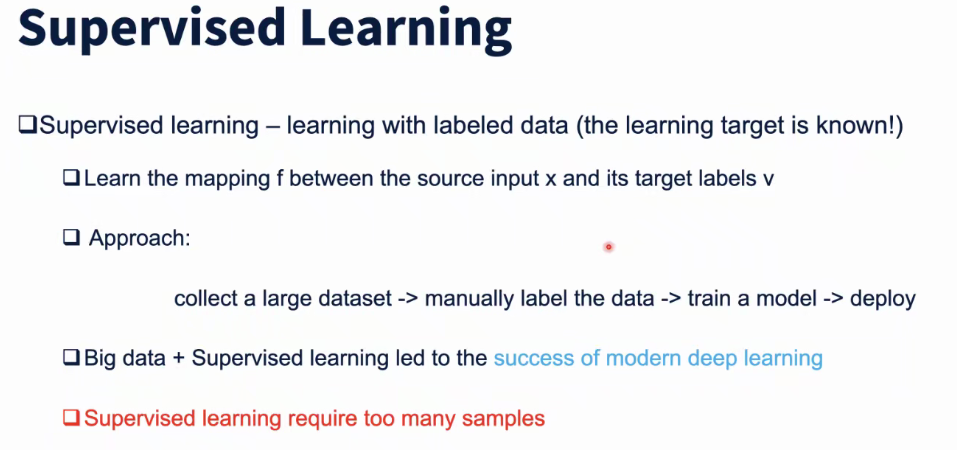 Supervised Learning
Supervised learning – learning with labeled data (the learning target is known!)
Learn the mapping f between the source input x and its target labels v
Approach:
collect a large dataset -> manually label the data -> train a model -> deploy
Big data + Supervised learning led to the success of modern deep learning
Supervised learning require too many samples